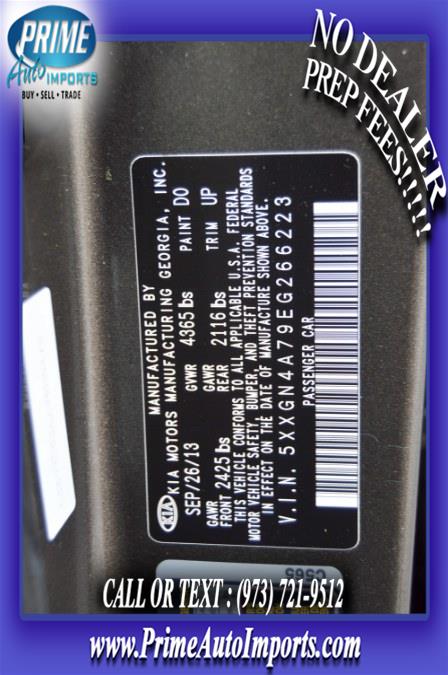 PRIME
Auto IMPORTS
BUY • SELL • TRADE
NO DEALER
PREP FEES!!!!!
MANUFACTURED BY
KIA MOTORS MANUFACTURING GEORGIA, INC.
SEP/26/13 GVWR 4365 lbs PAINT DO
GAWR FRONT 2425 lbs GAWR REAR 2116 lbs TRIM UP
THIS VEHICLE CONFORMS TO ALL APPLICABLE U.S.A. FEDERAL
MOTOR VEHICLE SAFETY, BUMPER, AND THEFT PREVENTION STANDARDS
IN EFFECT ON THE DATE OF MANUFACTURE SHOWN ABOVE.
V.I.N. 5XXGN4A79EG266223
PASSENGER CAR
KIA
C365
CALL OR TEXT : (973) 721-9512
www.PrimeAutoImports.com